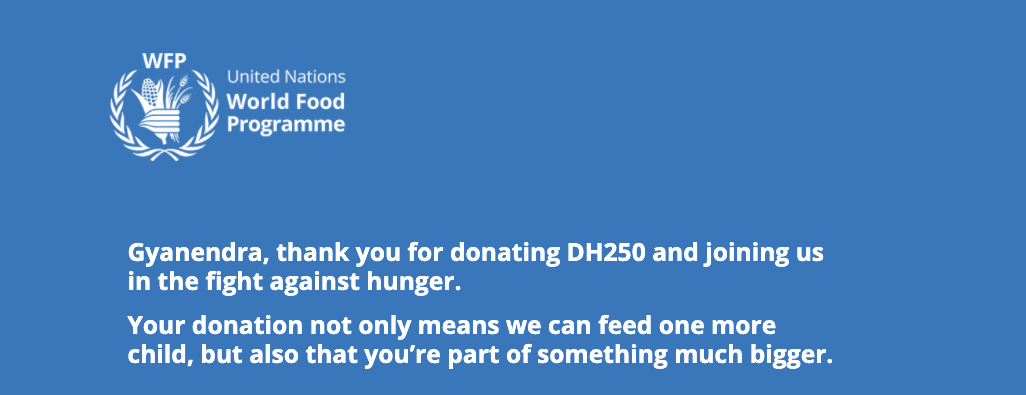 WFP
United Nations
World Food
Programme
Gyanendra, thank you for donating DH250 and joining us
in the fight against hunger.
Your donation not only means we can feed one more
child, but also that you’re part of something much bigger.